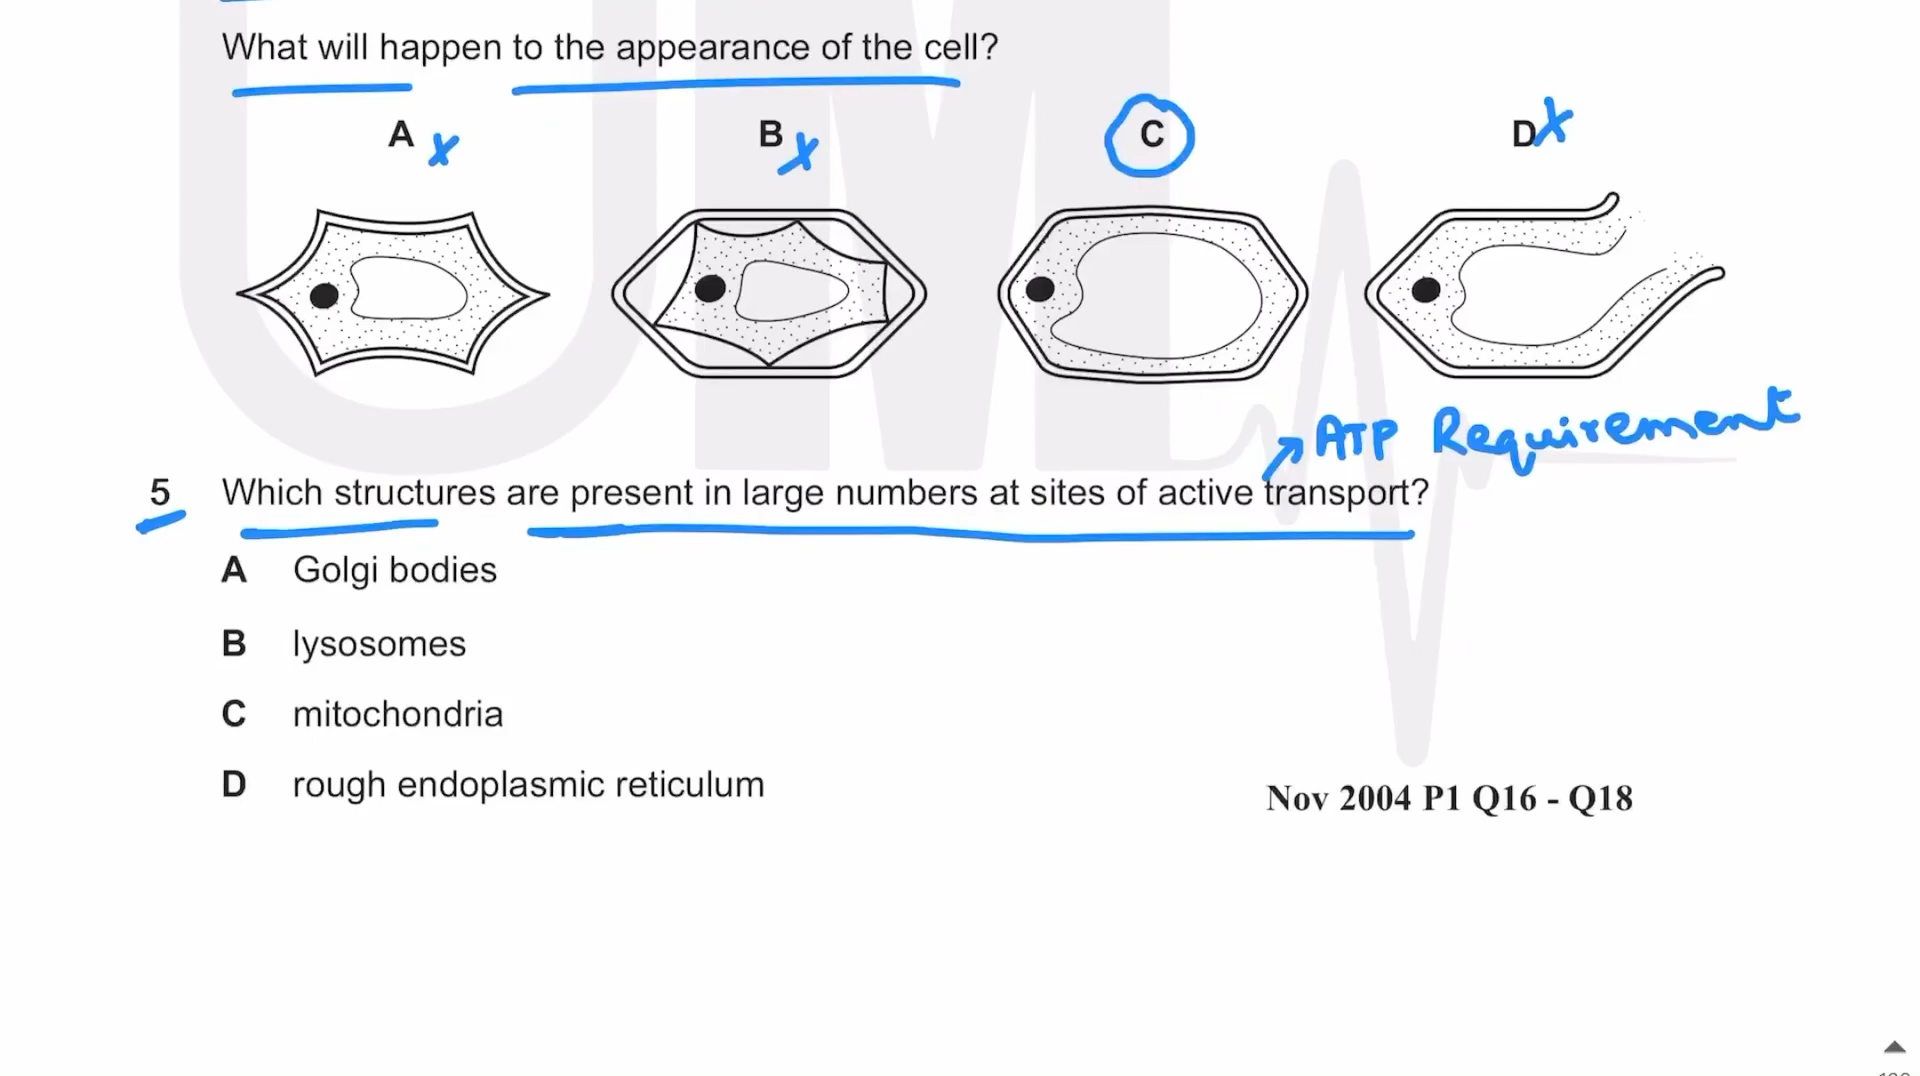 What will happen to the appearance of the cell?
A x B x C D x
ATP Requirement
5 Which structures are present in large numbers at sites of active transport?
A Golgi bodies
B lysosomes
C mitochondria
D rough endoplasmic reticulum
Nov 2004 P1 Q16 - Q18